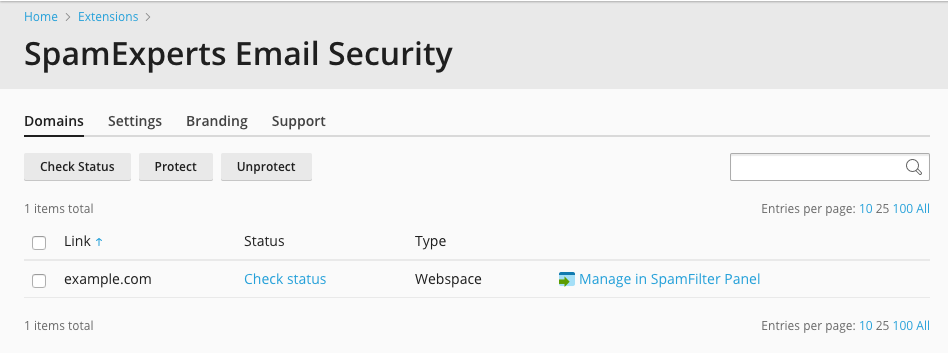 Home > Extensions >
SpamExperts Email Security
Domains Settings Branding Support
Check Status Protect Unprotect
1 items total Entries per page: 10 25 100 All
Link ↑ Status Type
example.com Check status Webspace Manage in SpamFilter Panel
1 items total Entries per page: 10 25 100 All